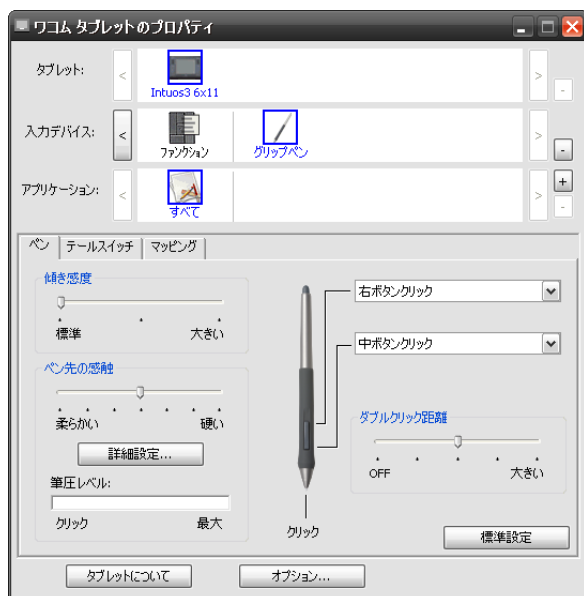 ワコム タブレットのプロパティ
タブレット:
<
Intuos3 6x11
>
-
入力デバイス:
<
ファンクション
グリップペン
>
-
アプリケーション:
<
すべて
>
+
-
ペン
テールスイッチ
マッピング
傾き感度
標準
大きい
ペン先の感触
柔らかい
硬い
詳細設定...
筆圧レベル:
クリック
最大
右ボタンクリック
中ボタンクリック
ダブルクリック距離
OFF
大きい
クリック
標準設定
タブレットについて
オプション...